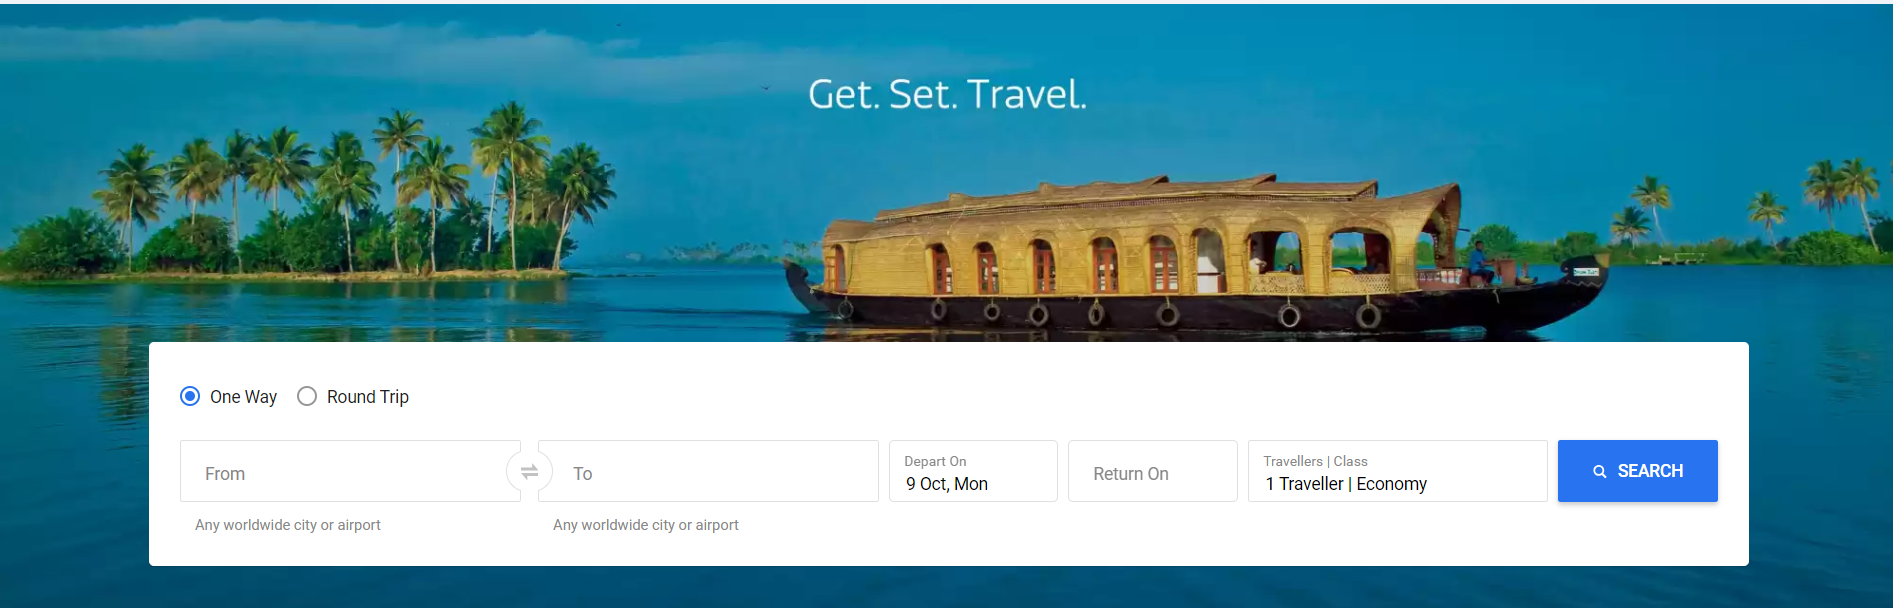 Get. Set. Travel.
One Way
Round Trip
From
To
Depart On
9 Oct, Mon
Return On
Travellers | Class
1 Traveller | Economy
SEARCH
Any worldwide city or airport
Any worldwide city or airport